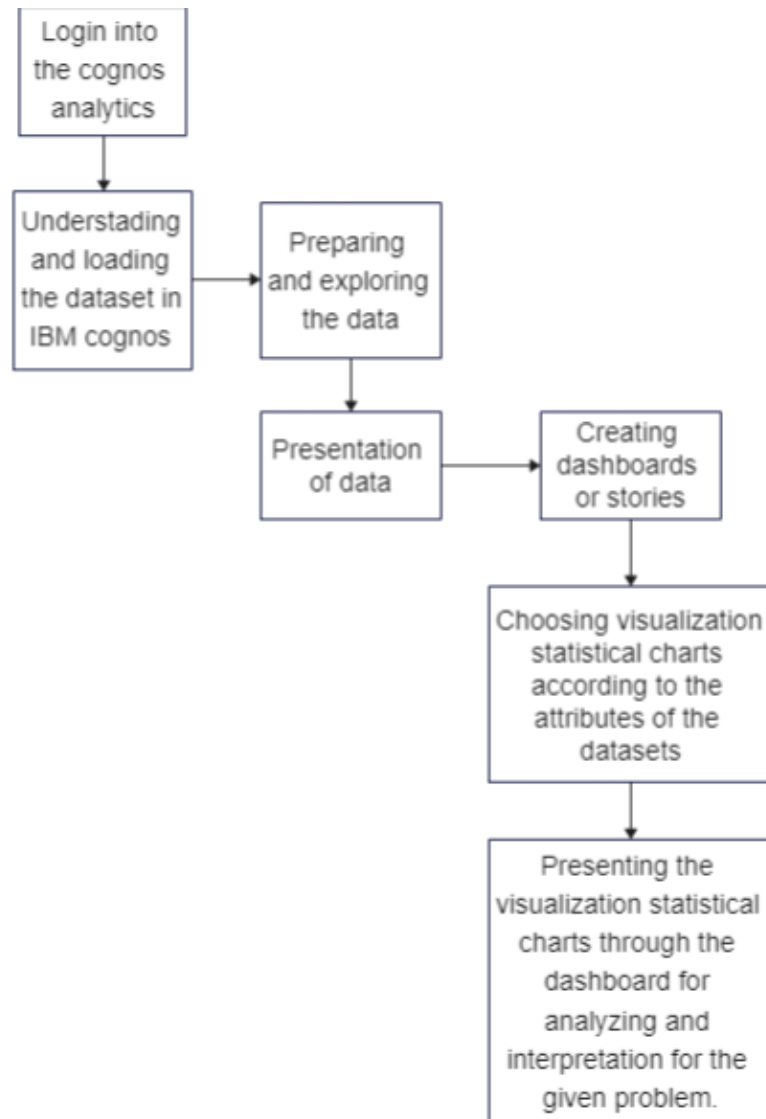 Login into
the cognos
analytics
Understading
and loading
the dataset in
IBM cognos
Preparing
and exploring
the data
Presentation
of data
Creating
dashboards
or stories
Choosing visualization
statistical charts
according to the
attributes of the
datasets
Presenting the
visualization statistical
charts through the
dashboard for
analyzing and
interpretation for the
given problem.